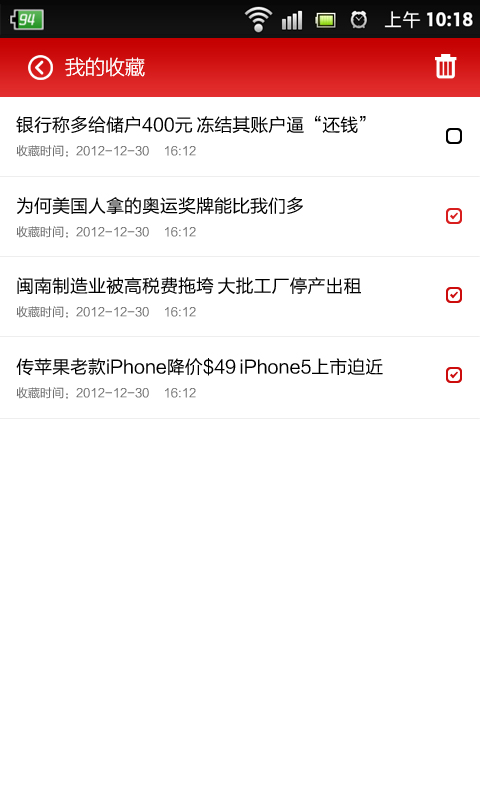 94 上午 10:18
我的收藏
银行称多给储户400元 冻结其账户逼“还钱”
收藏时间：2012-12-30 16:12
为何美国人拿的奥运奖牌能比我们多
收藏时间：2012-12-30 16:12
闽南制造业被高税费拖垮 大批工厂停产出租
收藏时间：2012-12-30 16:12
传苹果老款iPhone降价$49 iPhone5上市迫近
收藏时间：2012-12-30 16:12